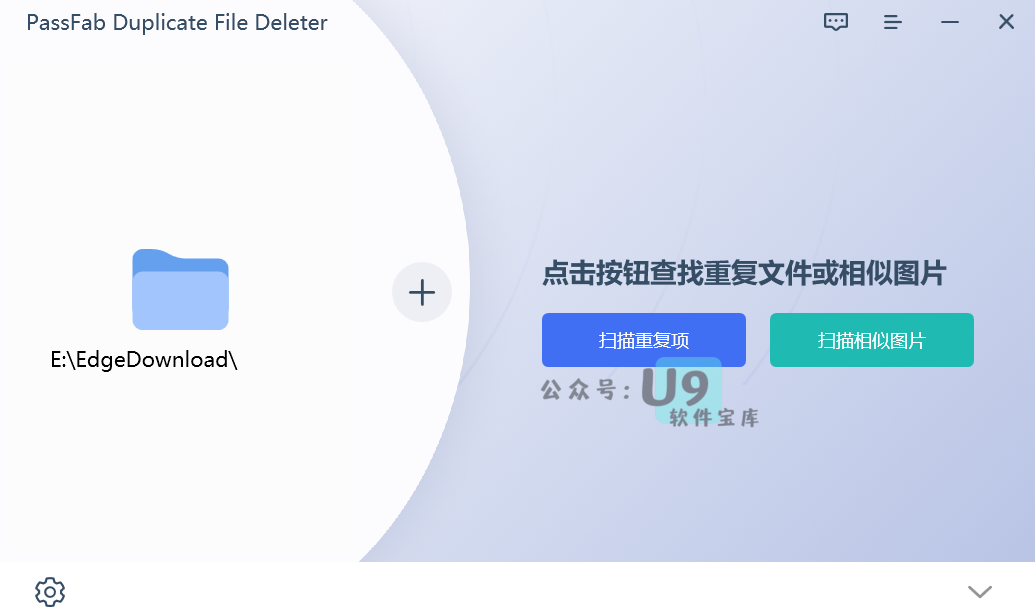 PassFab Duplicate File Deleter
E:\EdgeDownload\
点击按钮查找重复文件或相似图片
扫描重复项
扫描相似图片
公众号：U9
软件宝库